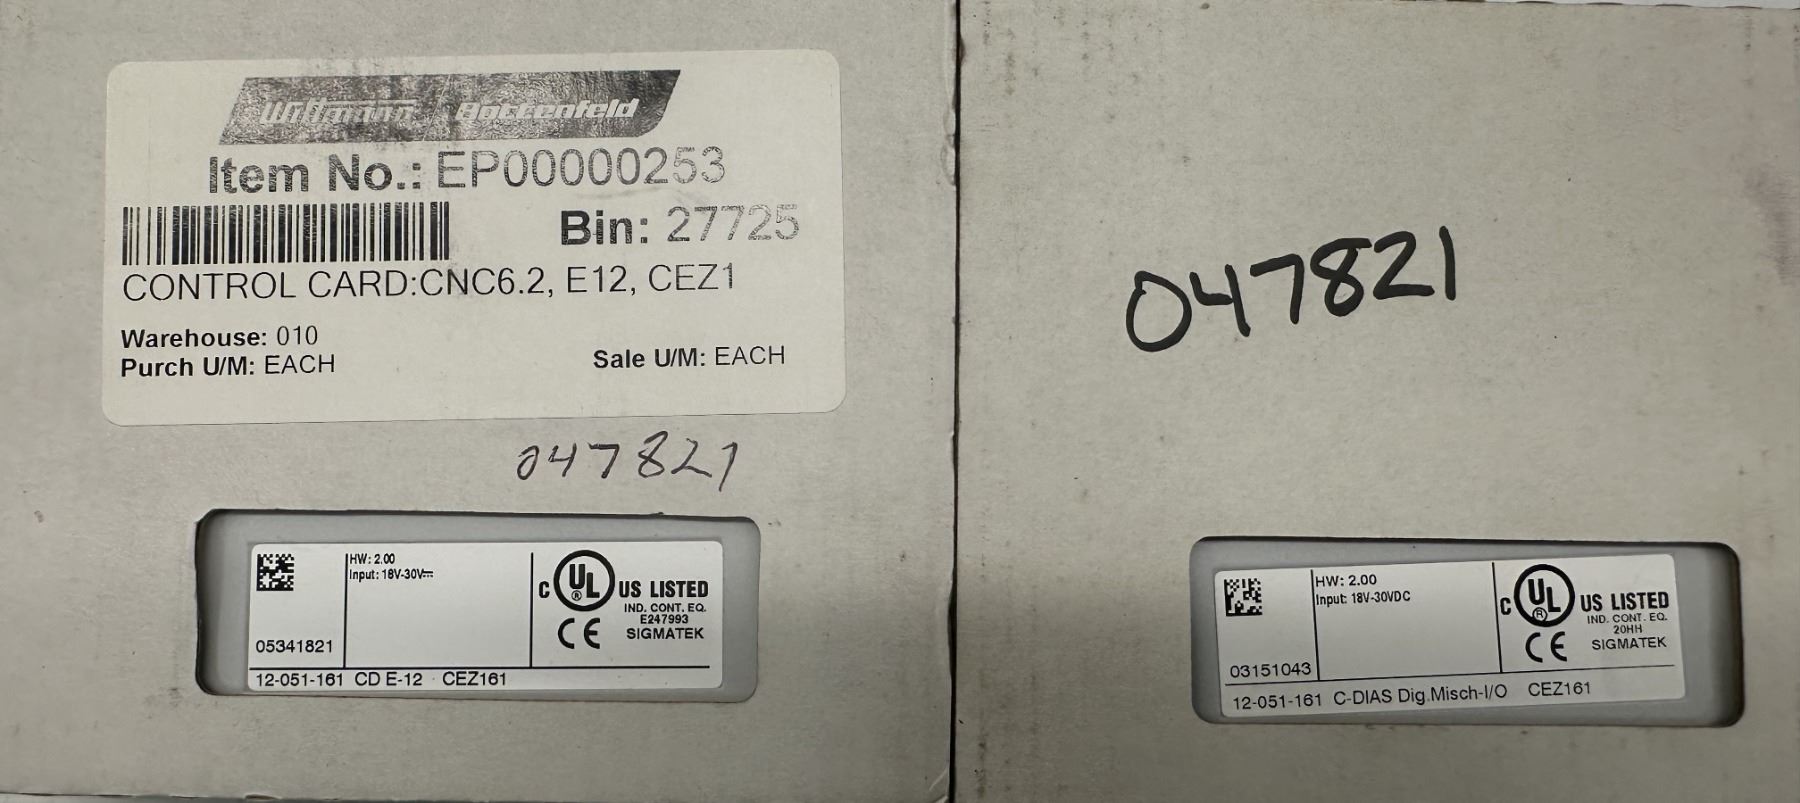 Wittmann Battenfeld
Item No.: EP00000253
Bin: 27725
CONTROL CARD:CNC6.2, E12, CEZ1
Warehouse: 010
Purch U/M: EACH
Sale U/M: EACH
047821
HW: 2.00
Input: 18V-30V⎓
05341821
C UL ® US LISTED
IND. CONT. EQ.
E247993
CE SIGMATEK
12-051-161 CD E-12 CEZ161
047821
HW: 2.00
Input: 18V-30VDC
03151043
C UL ® US LISTED
IND. CONT. EQ.
20HH
CE SIGMATEK
12-051-161 C-DIAS Dig.Misch-I/O CEZ161